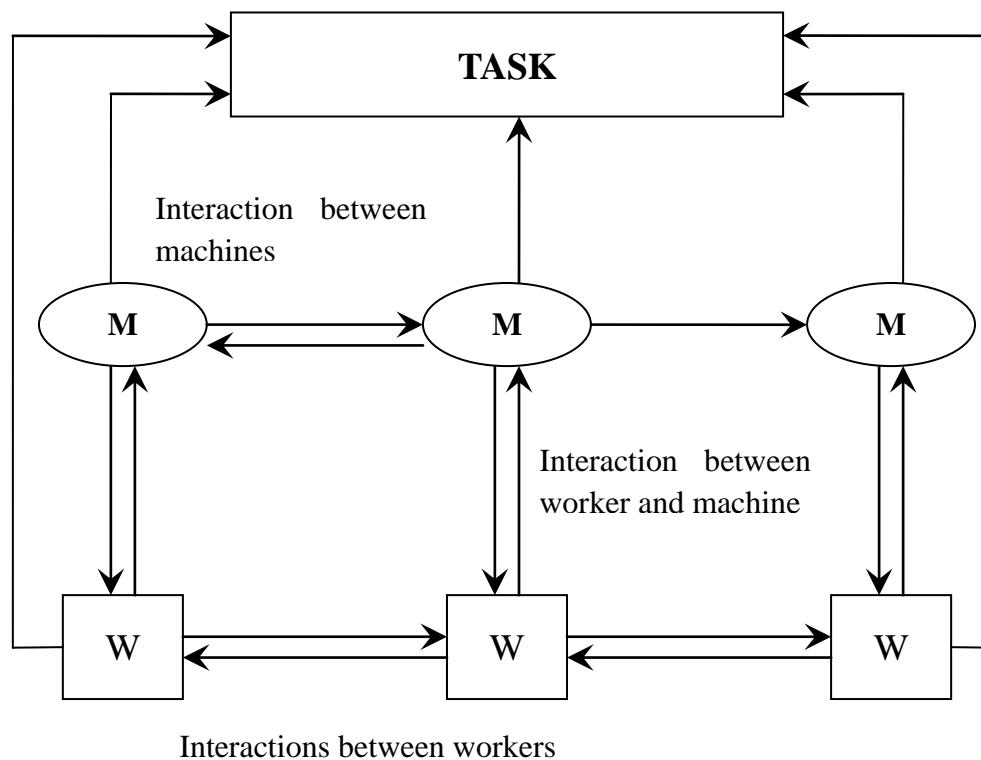 TASK
Interaction between
machines
M
M
M
Interaction between
worker and machine
W
W
W
Interactions between workers